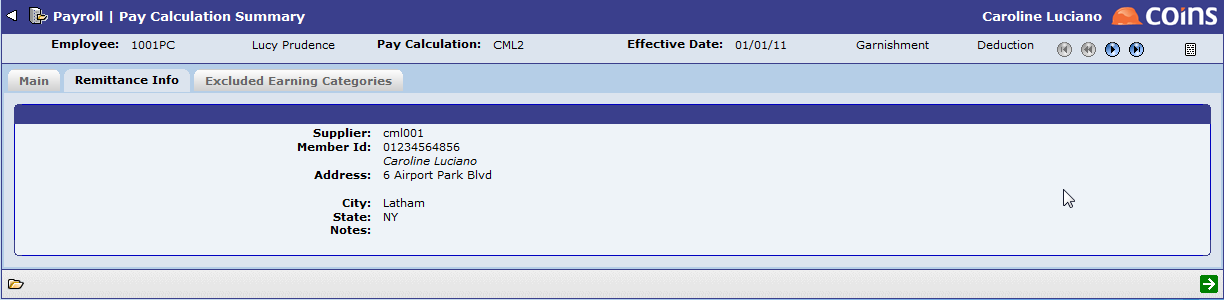 Payroll | Pay Calculation Summary Caroline Luciano coins
Employee: 1001PC Lucy Prudence Pay Calculation: CML2 Effective Date: 01/01/11 Garnishment Deduction
Main Remittance Info Excluded Earning Categories
Supplier: cml001
Member Id: 01234564856
Caroline Luciano
Address: 6 Airport Park Blvd
City: Latham
State: NY
Notes: